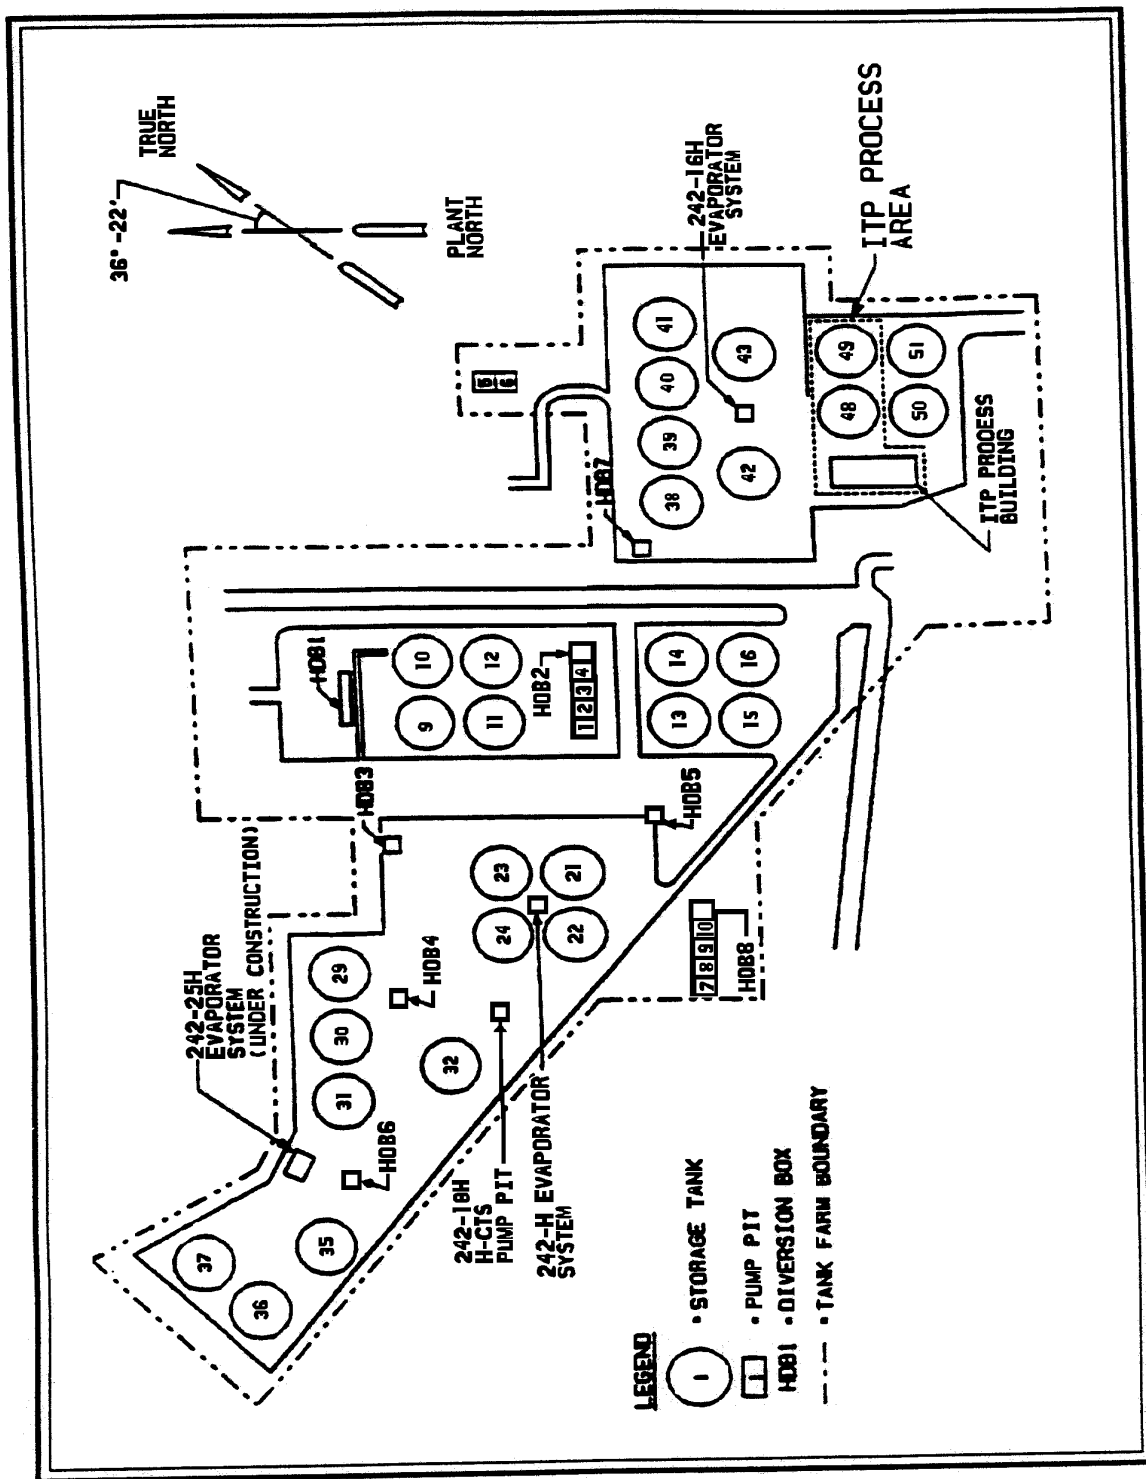 36°-22'
TRUE
NORTH
PLANT
NORTH
242-25H
EVAPORATOR
SYSTEM
(UNDER CONSTRUCTION)
37
36
35
31
30
29
32
HDB6
HDB4
HDB3
HDB1
10
9
12
11
HDB2
1 2 3 4
24
23
22
21
HDB5
14
13
16
15
7 8 9 10
HDB8
242-18H
H-CTS
PUMP PIT
242-H EVAPORATOR
SYSTEM
5
6
HDB7
38
39
40
41
42
43
242-16H
EVAPORATOR
SYSTEM
48
49
50
51
ITP PROCESS
AREA
ITP PROCESS
BUILDING
LEGEND
1 • STORAGE TANK
1 • PUMP PIT
HDB1 • DIVERSION BOX
• TANK FARM BOUNDARY